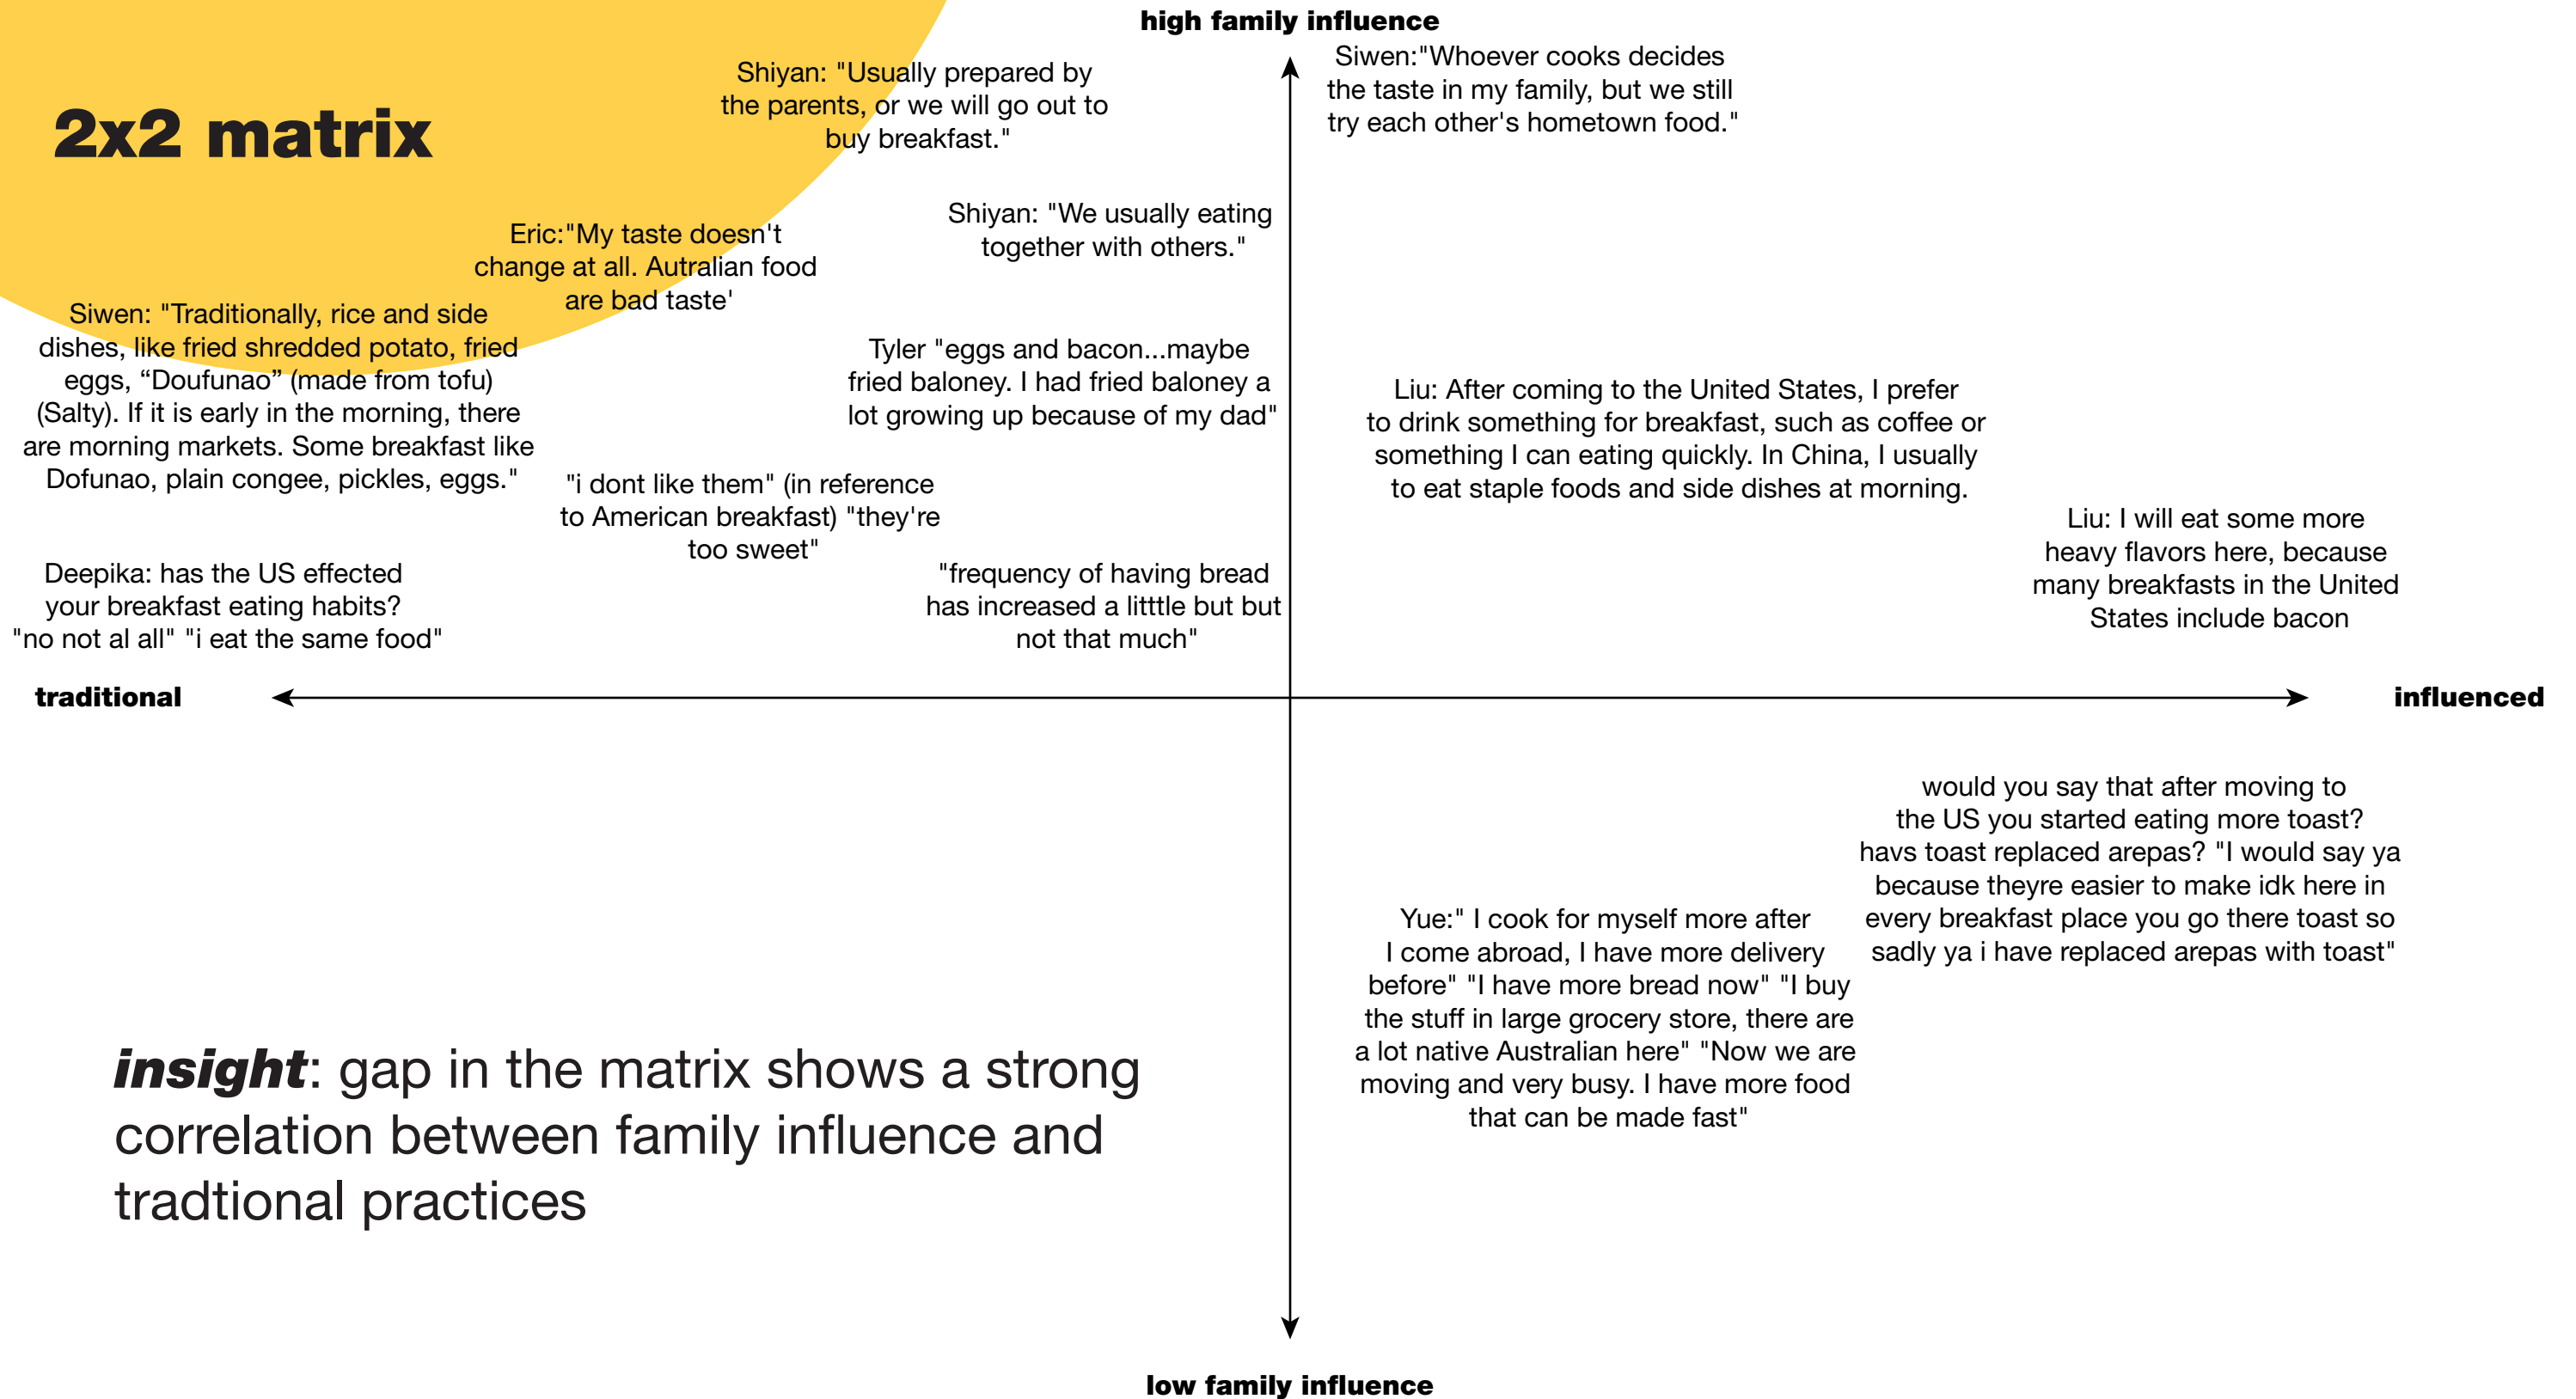 high family influence
2x2 matrix
Shiyan: "Usually prepared by
the parents, or we will go out to
buy breakfast."
Siwen:"Whoever cooks decides
the taste in my family, but we still
try each other's hometown food."
Shiyan: "We usually eating
together with others."
Eric:"My taste doesn't
change at all. Autralian food
are bad taste'
Siwen: "Traditionally, rice and side
dishes, like fried shredded potato, fried
eggs, “Doufunao” (made from tofu)
(Salty). If it is early in the morning, there
are morning markets. Some breakfast like
Dofunao, plain congee, pickles, eggs."
Tyler "eggs and bacon...maybe
fried baloney. I had fried baloney a
lot growing up because of my dad"
Liu: After coming to the United States, I prefer
to drink something for breakfast, such as coffee or
something I can eating quickly. In China, I usually
to eat staple foods and side dishes at morning.
"i dont like them" (in reference
to American breakfast) "they're
too sweet"
Liu: I will eat some more
heavy flavors here, because
many breakfasts in the United
States include bacon
Deepika: has the US effected
your breakfast eating habits?
"no not al all" "i eat the same food"
"frequency of having bread
has increased a litttle but but
not that much"
traditional
influenced
would you say that after moving to
the US you started eating more toast?
havs toast replaced arepas? "I would say ya
because theyre easier to make idk here in
every breakfast place you go there toast so
sadly ya i have replaced arepas with toast"
Yue:" I cook for myself more after
I come abroad, I have more delivery
before" "I have more bread now" "I buy
the stuff in large grocery store, there are
a lot native Australian here" "Now we are
moving and very busy. I have more food
that can be made fast"
insight: gap in the matrix shows a strong
correlation between family influence and
tradtional practices
low family influence